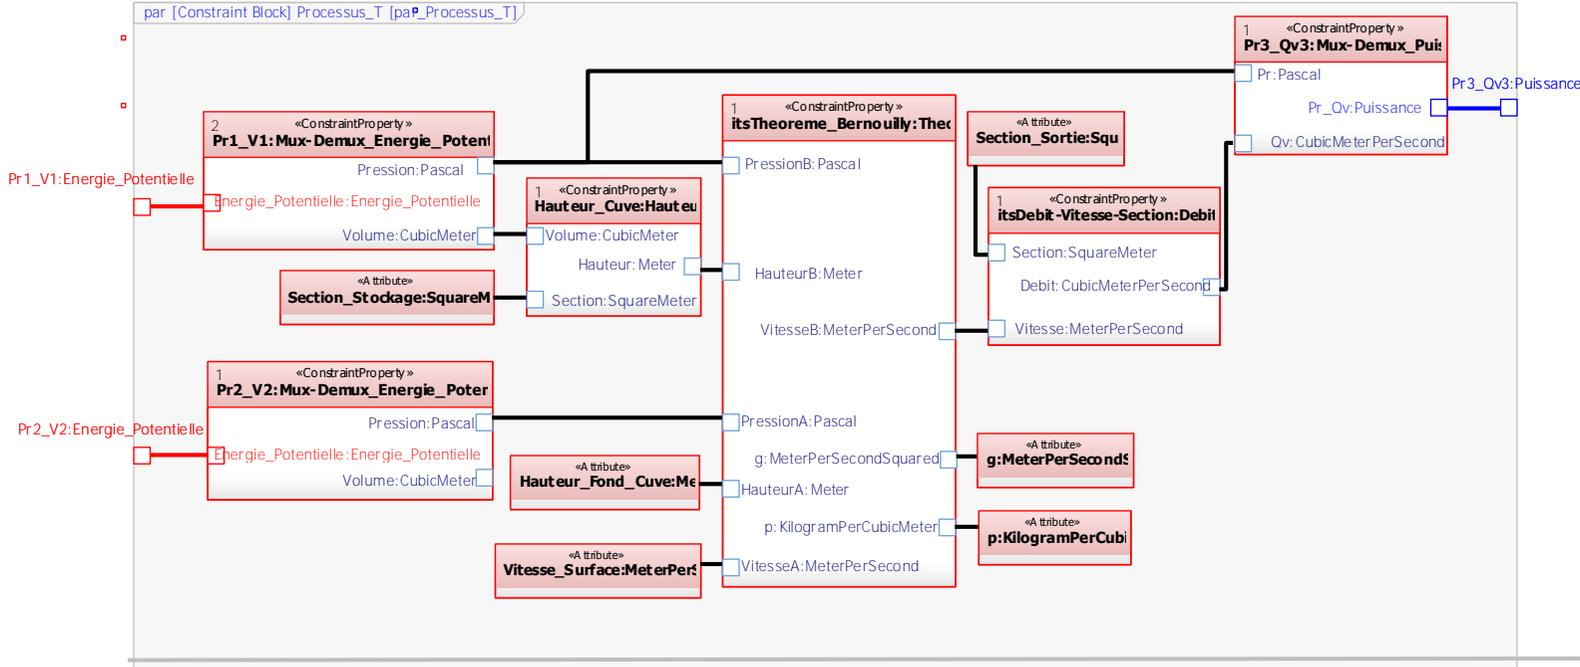 par [Constraint Block] Processus_T [par_Processus_T]
1
«ConstraintProperty»
Pr3_Qv3:Mux-Demux_Puis
Pr:Pascal
Pr3_Qv3:Puissance
Pr_Qv:Puissance
Qv:CubicMeterPerSecond
2
«ConstraintProperty»
Pr1_V1:Mux-Demux_Energie_Potent
Pression:Pascal
Pr1_V1:Energie_Potentielle
Energie_Potentielle:Energie_Potentielle
Volume:CubicMeter
1
«ConstraintProperty»
itsTheoreme_Bernouilly:Theo
PressionB:Pascal
HauteurB:Meter
VitesseB:MeterPerSecond
PressionA:Pascal
g:MeterPerSecondSquared
HauteurA:Meter
p:KilogramPerCubicMeter
VitesseA:MeterPerSecond
«Attribute»
Section_Sortie:Squ
1
«ConstraintProperty»
Hauteur_Cuve:Hauteu
Volume:CubicMeter
Hauteur:Meter
Section:SquareMeter
1
«ConstraintProperty»
itsDebit-Vitesse-Section:Debit
Section:SquareMeter
Debit:CubicMeterPerSecond
Vitesse:MeterPerSecond
«Attribute»
Section_Stockage:SquareM
1
«ConstraintProperty»
Pr2_V2:Mux-Demux_Energie_Poter
Pression:Pascal
Pr2_V2:Energie_Potentielle
Energie_Potentielle:Energie_Potentielle
Volume:CubicMeter
«Attribute»
Hauteur_Fond_Cuve:Me
«Attribute»
g:MeterPerSecondS
«Attribute»
p:KilogramPerCubi
«Attribute»
Vitesse_Surface:MeterPerS